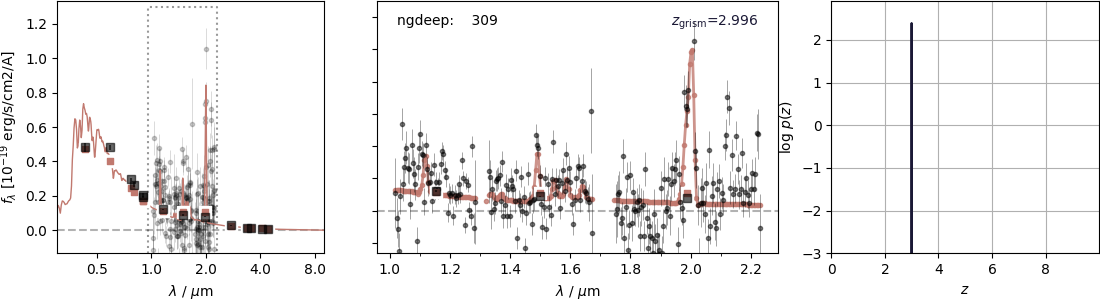 f_λ [10^−19 erg/s/cm2/A]
1.2
1.0
0.8
0.6
0.4
0.2
0.0
0.5 1.0 2.0 4.0 8.0
λ / μm
ngdeep: 309
z_grism=2.996
1.0 1.2 1.4 1.6 1.8 2.0 2.2
λ / μm
log p(z)
2
1
0
−1
−2
−3
0 2 4 6 8
z